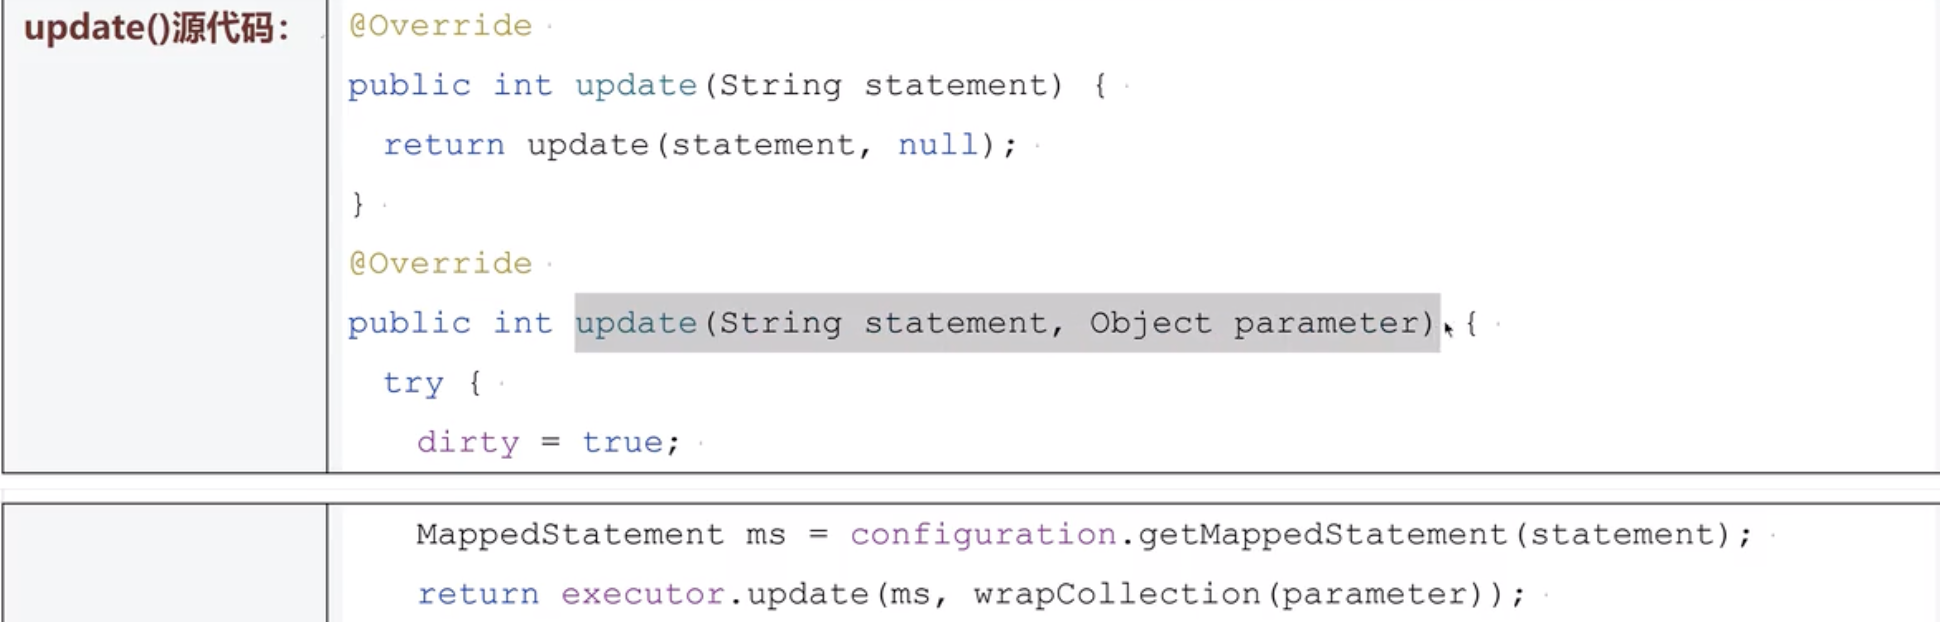 update()源代码：
@Override
public int update(String statement) {
return update(statement, null);
}
@Override
public int update(String statement, Object parameter) {
try {
dirty = true;
MappedStatement ms = configuration.getMappedStatement(statement);
return executor.update(ms, wrapCollection(parameter));